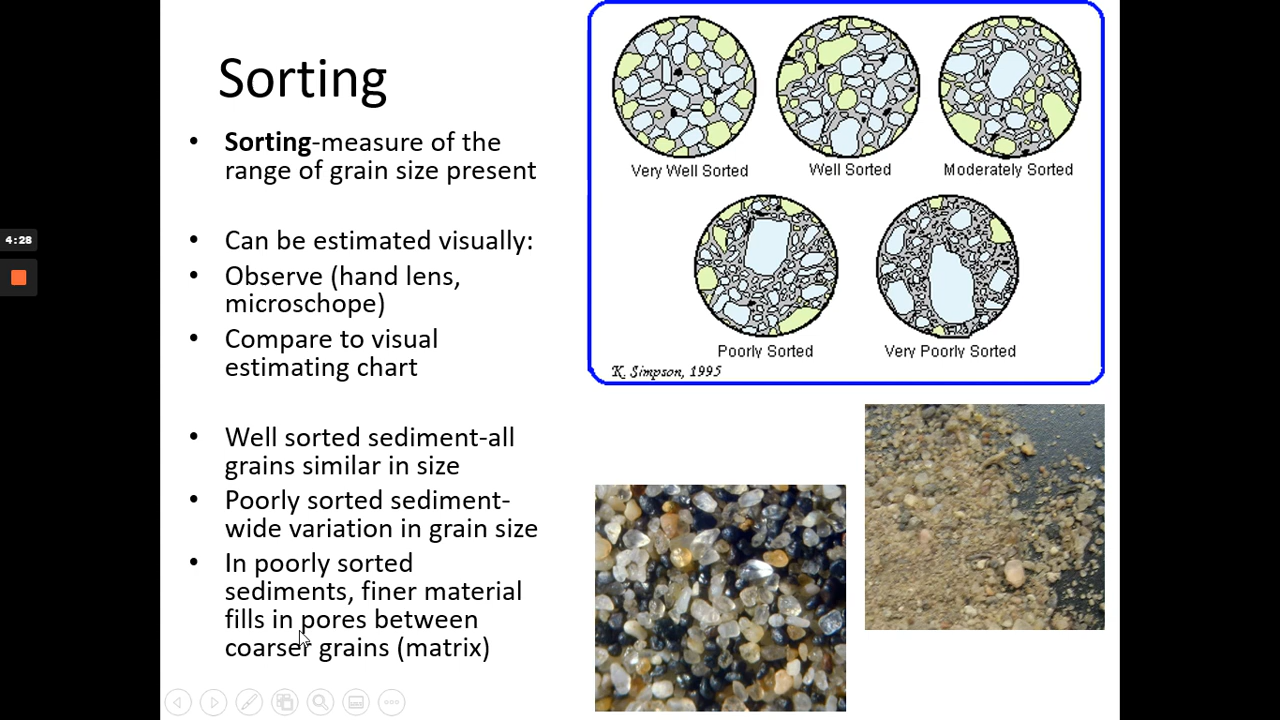 Sorting
• Sorting-measure of the
range of grain size present
• Can be estimated visually:
• Observe (hand lens,
microschope)
• Compare to visual
estimating chart
• Well sorted sediment-all
grains similar in size
• Poorly sorted sediment-
wide variation in grain size
• In poorly sorted
sediments, finer material
fills in pores between
coarser grains (matrix)
Very Well Sorted
Well Sorted
Moderately Sorted
Poorly Sorted
Very Poorly Sorted
K. Simpson, 1995
4:28